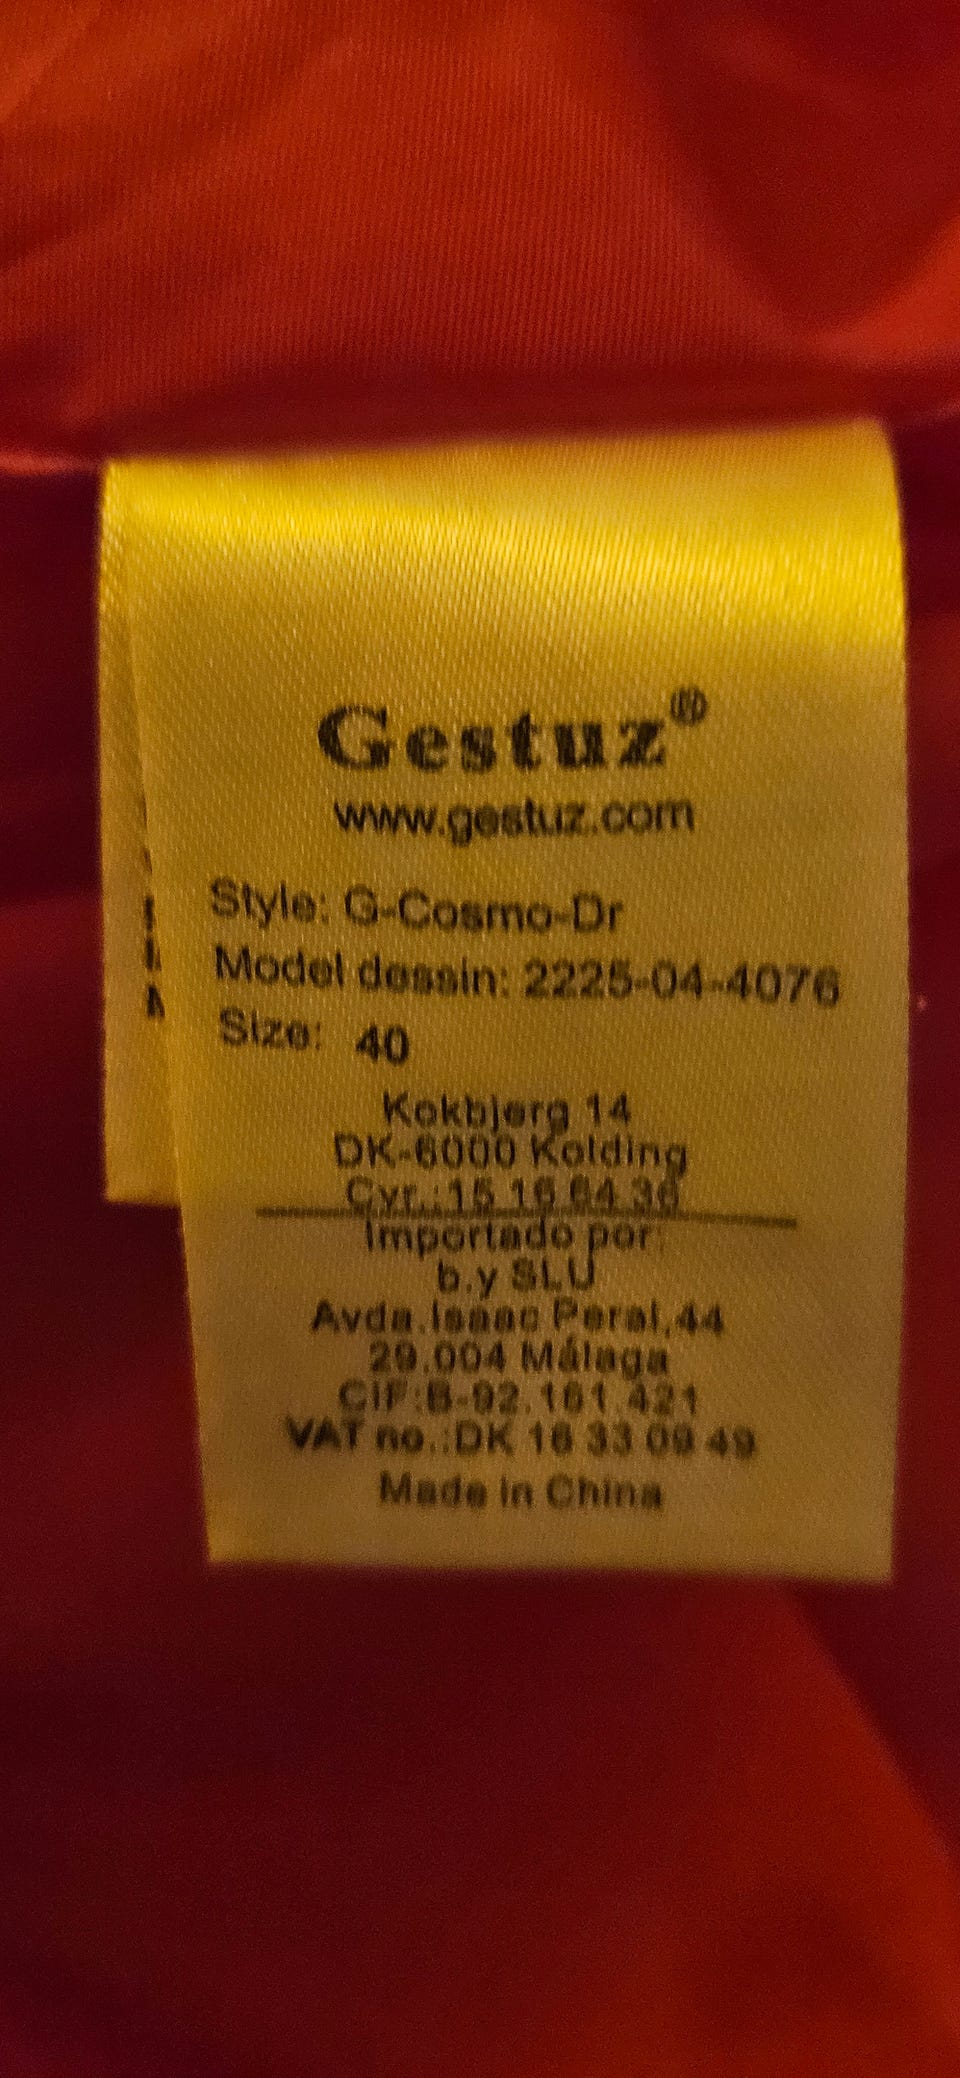 Gestuz®
www.gestuz.com
Style: G-Cosmo-Dr
Model dessin: 2225-04-4076
Size: 40
Kokbjerg 14
DK-6000 Kolding
Cvr.:15 16 64 36
Importado por:
b.y SLU
Avda.Isaac Peral,44
29.004 Málaga
CIF:B-92.161.421
VAT no.:DK 16 33 09 49
Made in China